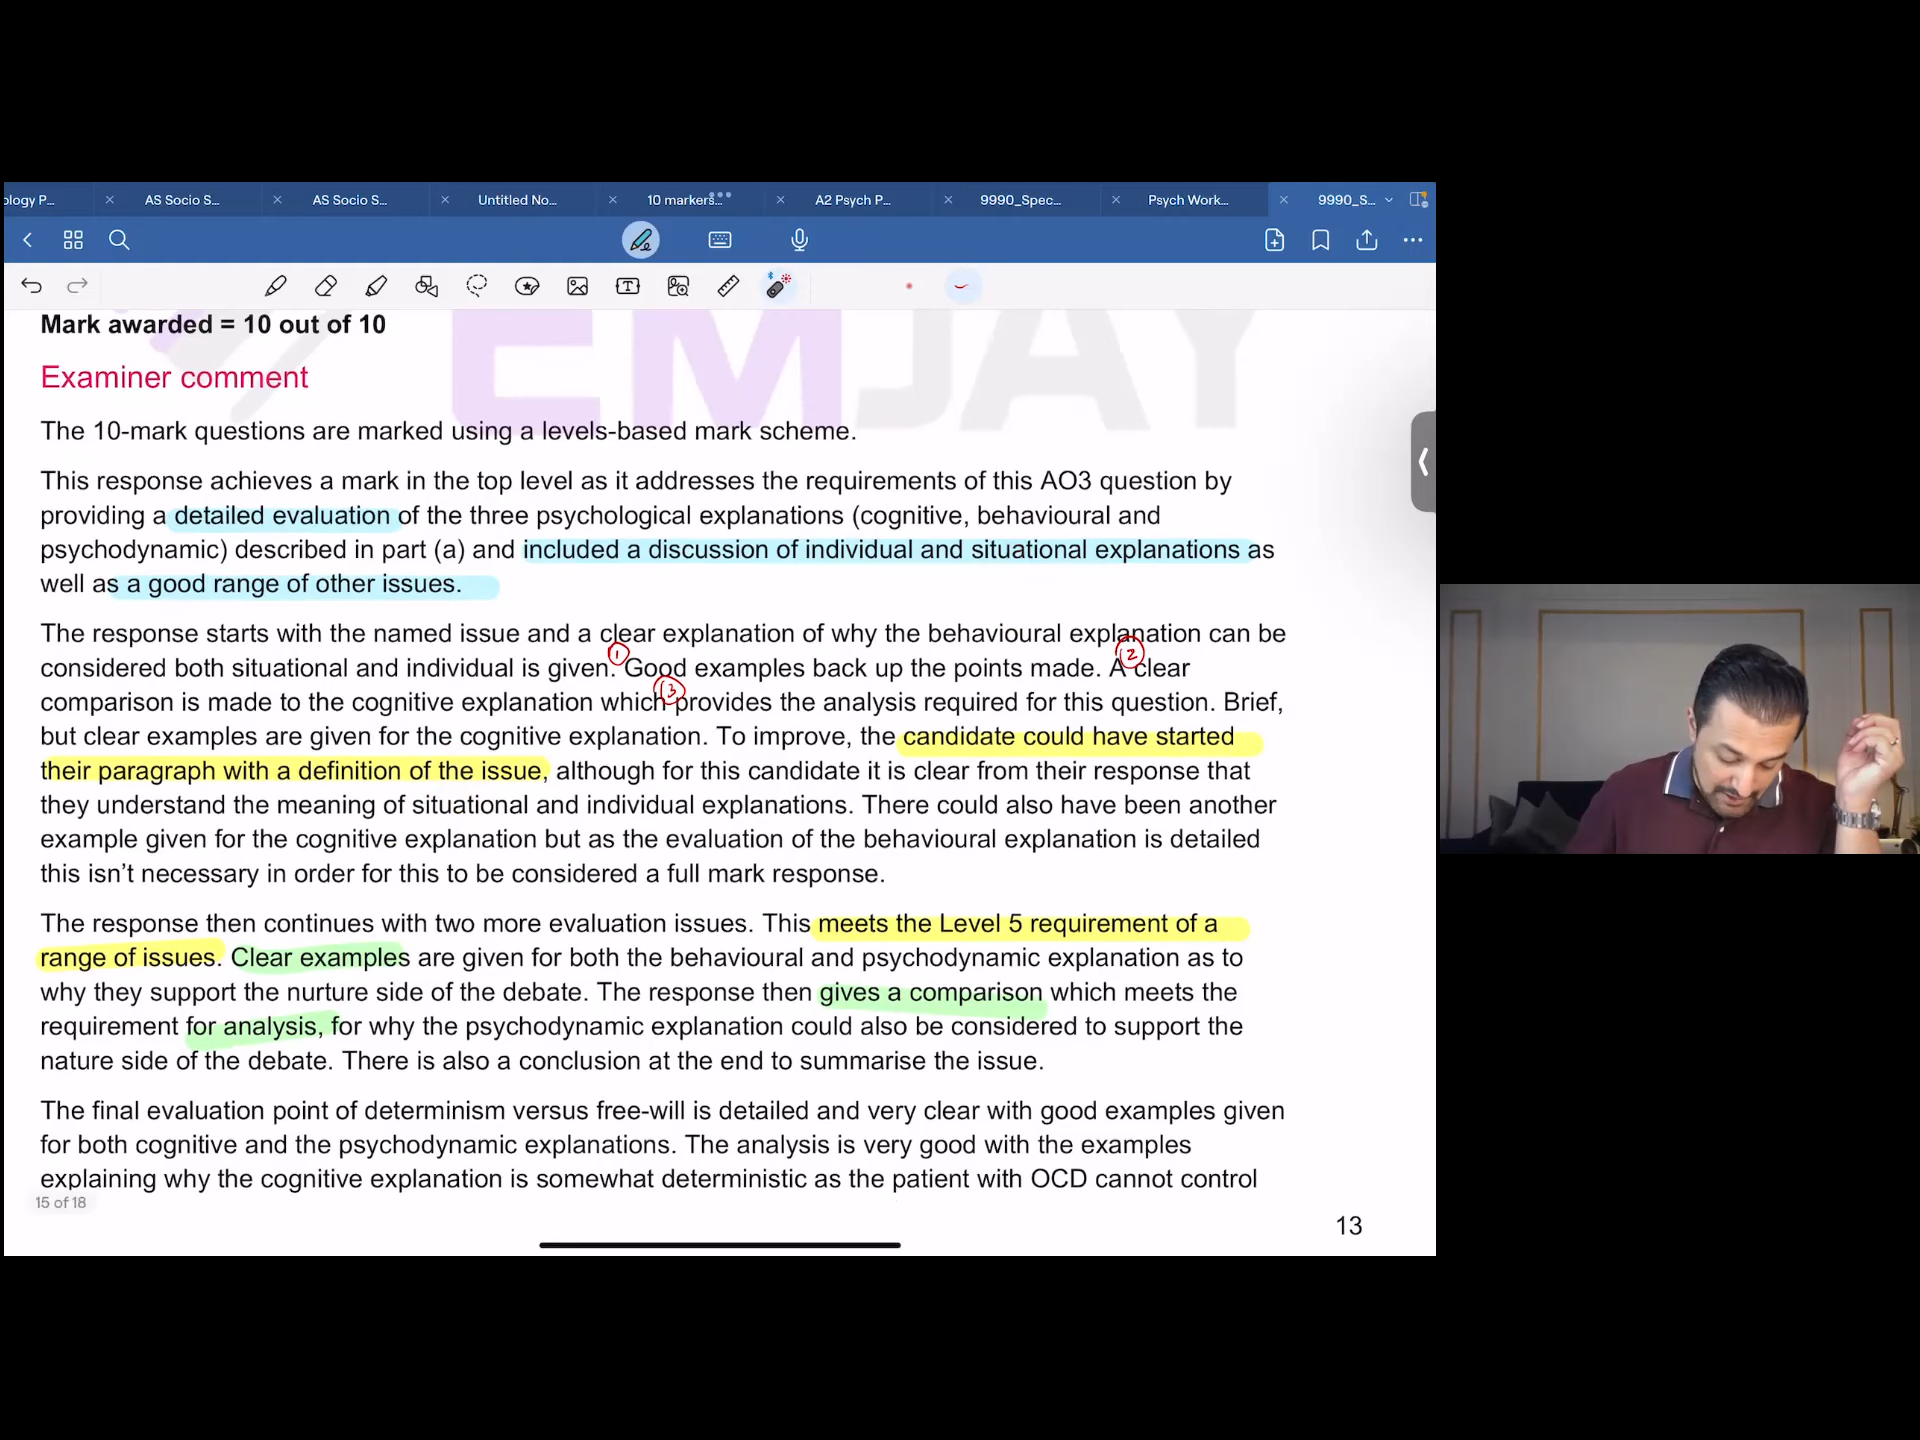 ology P...
AS Socio S...
AS Socio S...
Untitled No...
10 markers...
A2 Psych P...
9990_Spec...
Psych Work...
9990_S...
EMJAY
Mark awarded = 10 out of 10
Examiner comment
The 10-mark questions are marked using a levels-based mark scheme.
This response achieves a mark in the top level as it addresses the requirements of this AO3 question by
providing a detailed evaluation of the three psychological explanations (cognitive, behavioural and
psychodynamic) described in part (a) and included a discussion of individual and situational explanations as
well as a good range of other issues.
The response starts with the named issue and a clear explanation of why the behavioural explanation can be
1 2
considered both situational and individual is given. Good examples back up the points made. A clear
3
comparison is made to the cognitive explanation which provides the analysis required for this question. Brief,
but clear examples are given for the cognitive explanation. To improve, the candidate could have started
their paragraph with a definition of the issue, although for this candidate it is clear from their response that
they understand the meaning of situational and individual explanations. There could also have been another
example given for the cognitive explanation but as the evaluation of the behavioural explanation is detailed
this isn't necessary in order for this to be considered a full mark response.
The response then continues with two more evaluation issues. This meets the Level 5 requirement of a
range of issues. Clear examples are given for both the behavioural and psychodynamic explanation as to
why they support the nurture side of the debate. The response then gives a comparison which meets the
requirement for analysis, for why the psychodynamic explanation could also be considered to support the
nature side of the debate. There is also a conclusion at the end to summarise the issue.
The final evaluation point of determinism versus free-will is detailed and very clear with good examples given
for both cognitive and the psychodynamic explanations. The analysis is very good with the examples
explaining why the cognitive explanation is somewhat deterministic as the patient with OCD cannot control
15 of 18
13